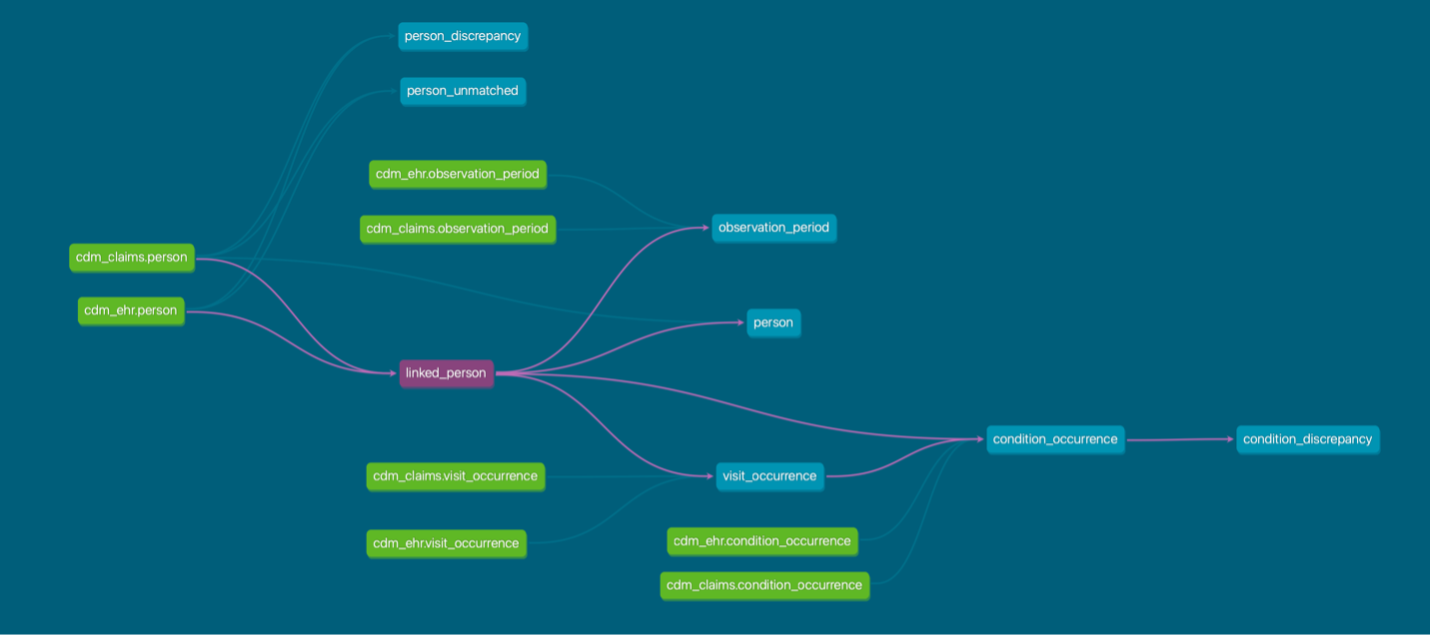 person_discrepancy
person_unmatched
cdm_ehr.observation_period
cdm_claims.observation_period
observation_period
cdm_claims.person
cdm_ehr.person
person
linked_person
condition_occurrence
condition_discrepancy
cdm_claims.visit_occurrence
visit_occurrence
cdm_ehr.visit_occurrence
cdm_ehr.condition_occurrence
cdm_claims.condition_occurrence